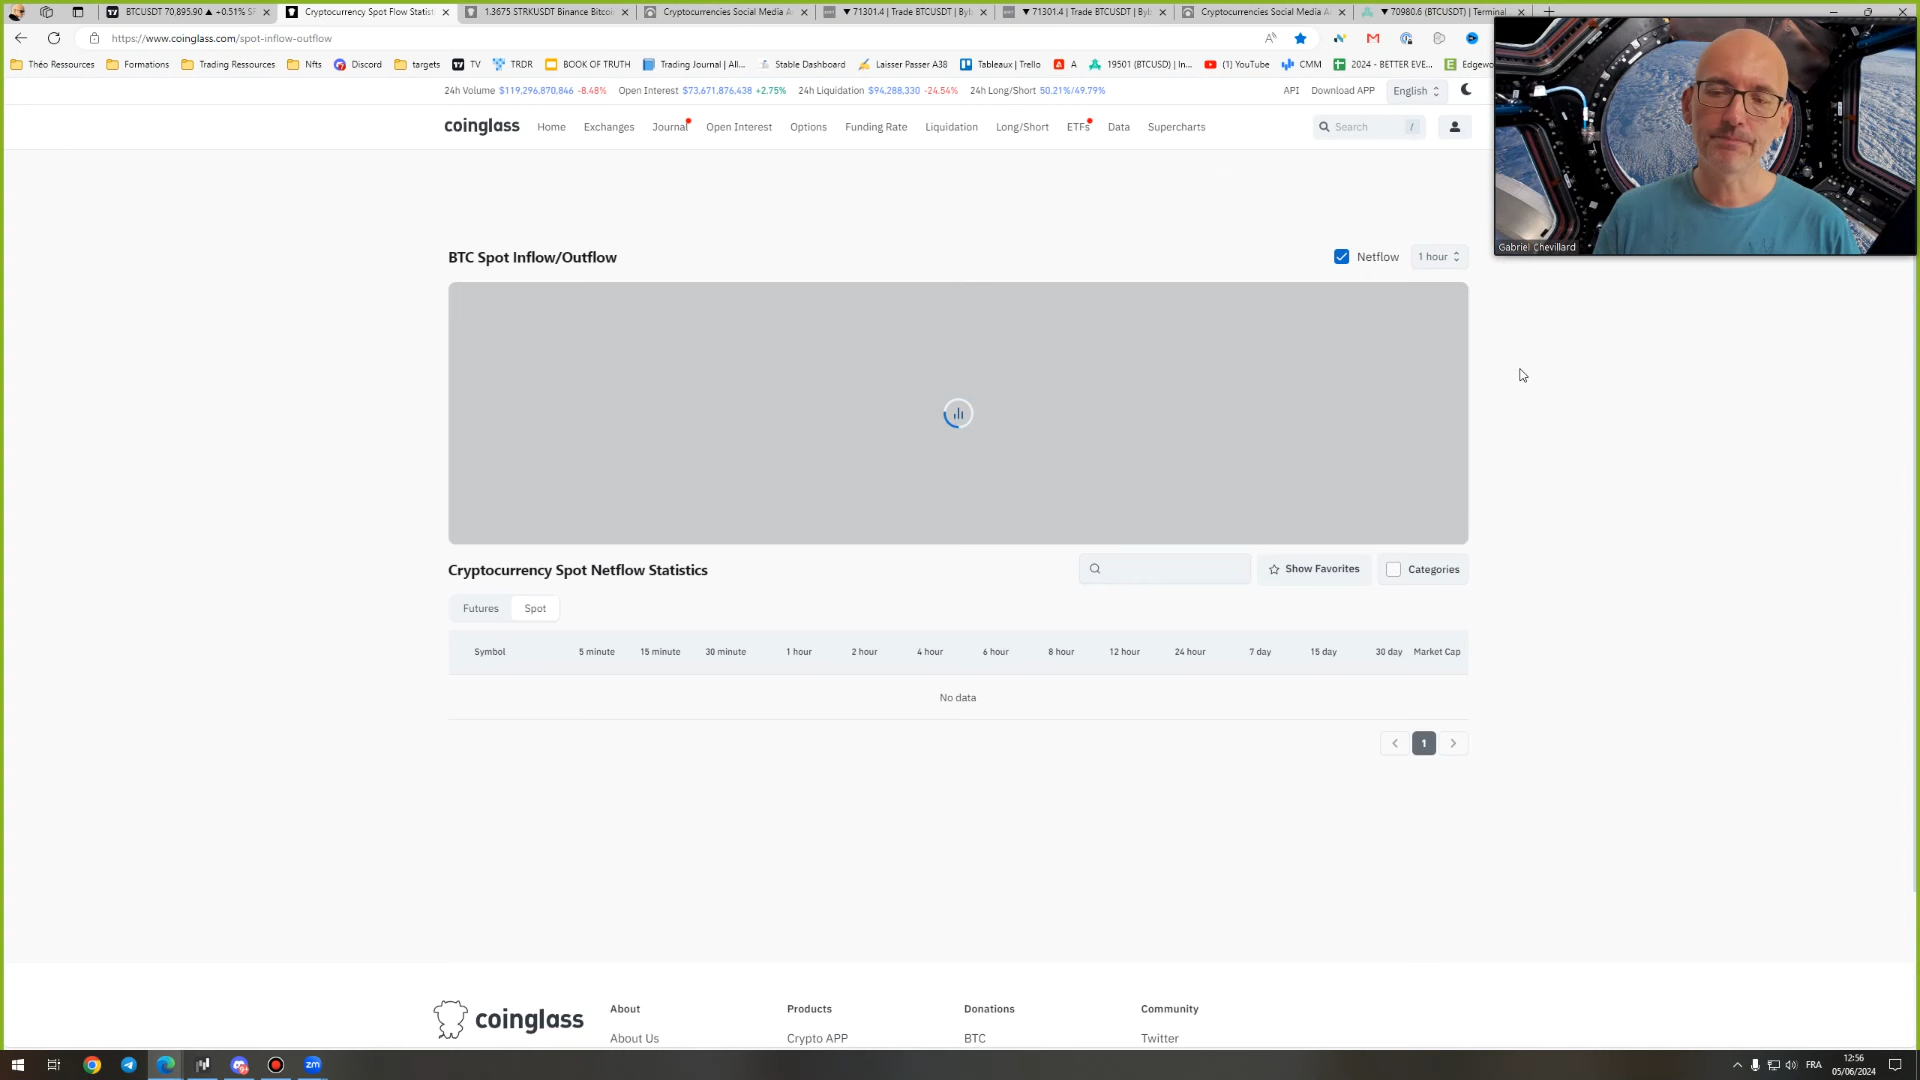 BTCUSDT 70,895.90 ▲ +0.51%
Cryptocurrency Spot Flow Statist
1.3675 STRKUSDT Binance Bitcoi
Cryptocurrencies Social Media A
▼ 71301.4 | Trade BTCUSDT | Byb
▼ 71301.4 | Trade BTCUSDT | Byb
Cryptocurrencies Social Media A
▼ 70980.6 (BTCUSDT) | Terminal
https://www.coinglass.com/spot-inflow-outflow
Théo Ressources
Formations
Trading Ressources
Nfts
Discord
targets
TV
TRDR
BOOK OF TRUTH
Trading Journal | All...
Stable Dashboard
Laisser Passer A38
Tableaux | Trello
A
19501 (BTCUSD) | In...
(1) YouTube
CMM
2024 - BETTER EVE...
Edgew
24h Volume $119,296,870,846 -8.48% Open Interest $73,671,876,438 +2.75% 24h Liquidation $94,288,330 -24.54% 24h Long/Short 50.21%/49.79%
API Download APP English
coinglass Home Exchanges Journal Open Interest Options Funding Rate Liquidation Long/Short ETFs Data Supercharts Search /
Gabriel Chevillard
BTC Spot Inflow/Outflow
Netflow 1 hour
Cryptocurrency Spot Netflow Statistics
Show Favorites Categories
Futures Spot
Symbol 5 minute 15 minute 30 minute 1 hour 2 hour 4 hour 6 hour 8 hour 12 hour 24 hour 7 day 15 day 30 day Market Cap
No data
1
coinglass
About
About Us
Products
Crypto APP
Donations
BTC
Community
Twitter
zm
FRA
12:56
05/06/2024